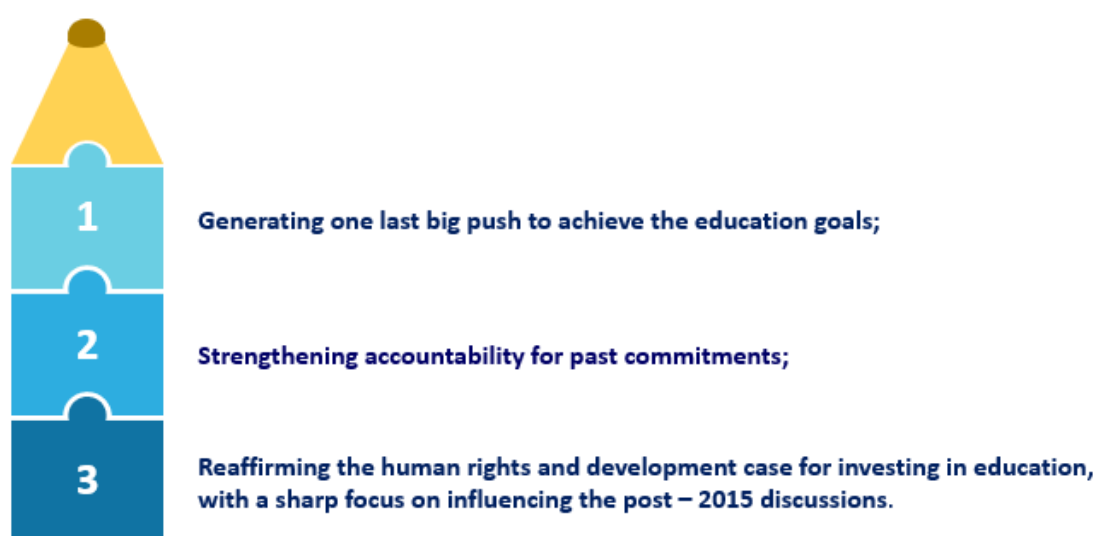 1
Generating one last big push to achieve the education goals;
2
Strengthening accountability for past commitments;
3
Reaffirming the human rights and development case for investing in education,
with a sharp focus on influencing the post – 2015 discussions.